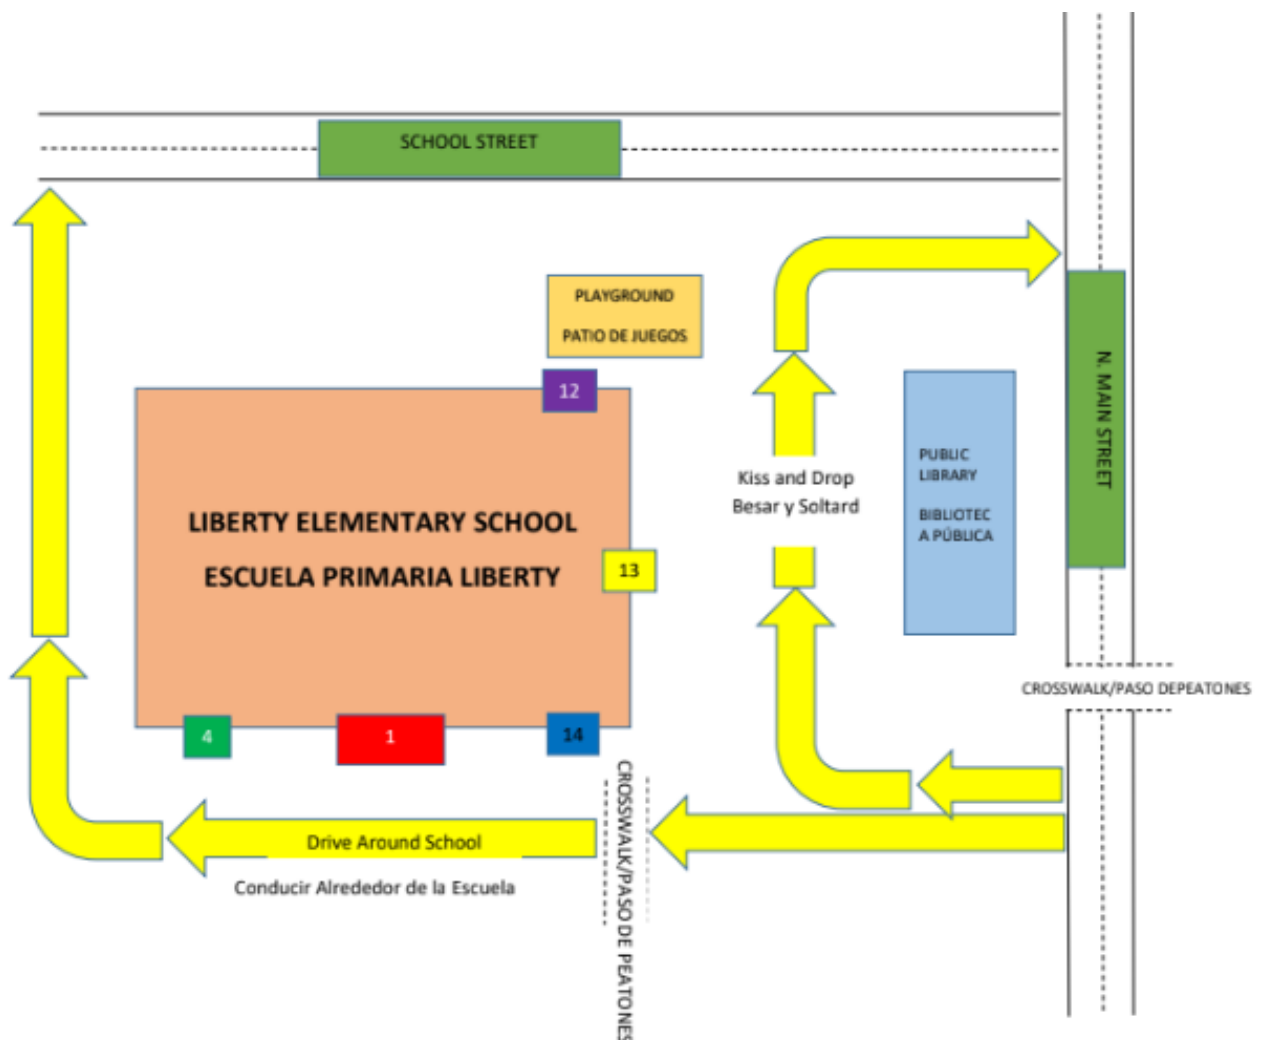 SCHOOL STREET
PLAYGROUND
PATIO DE JUEGOS
12
N. MAIN STREET
PUBLIC
LIBRARY
BIBLIOTEC
A PÚBLICA
Kiss and Drop
Besar y Soltard
LIBERTY ELEMENTARY SCHOOL
ESCUELA PRIMARIA LIBERTY
13
CROSSWALK/PASO DEPEATONES
4
1
14
CROSSWALK/PASO DE PEATONES
Drive Around School
Conducir Alrededor de la Escuela